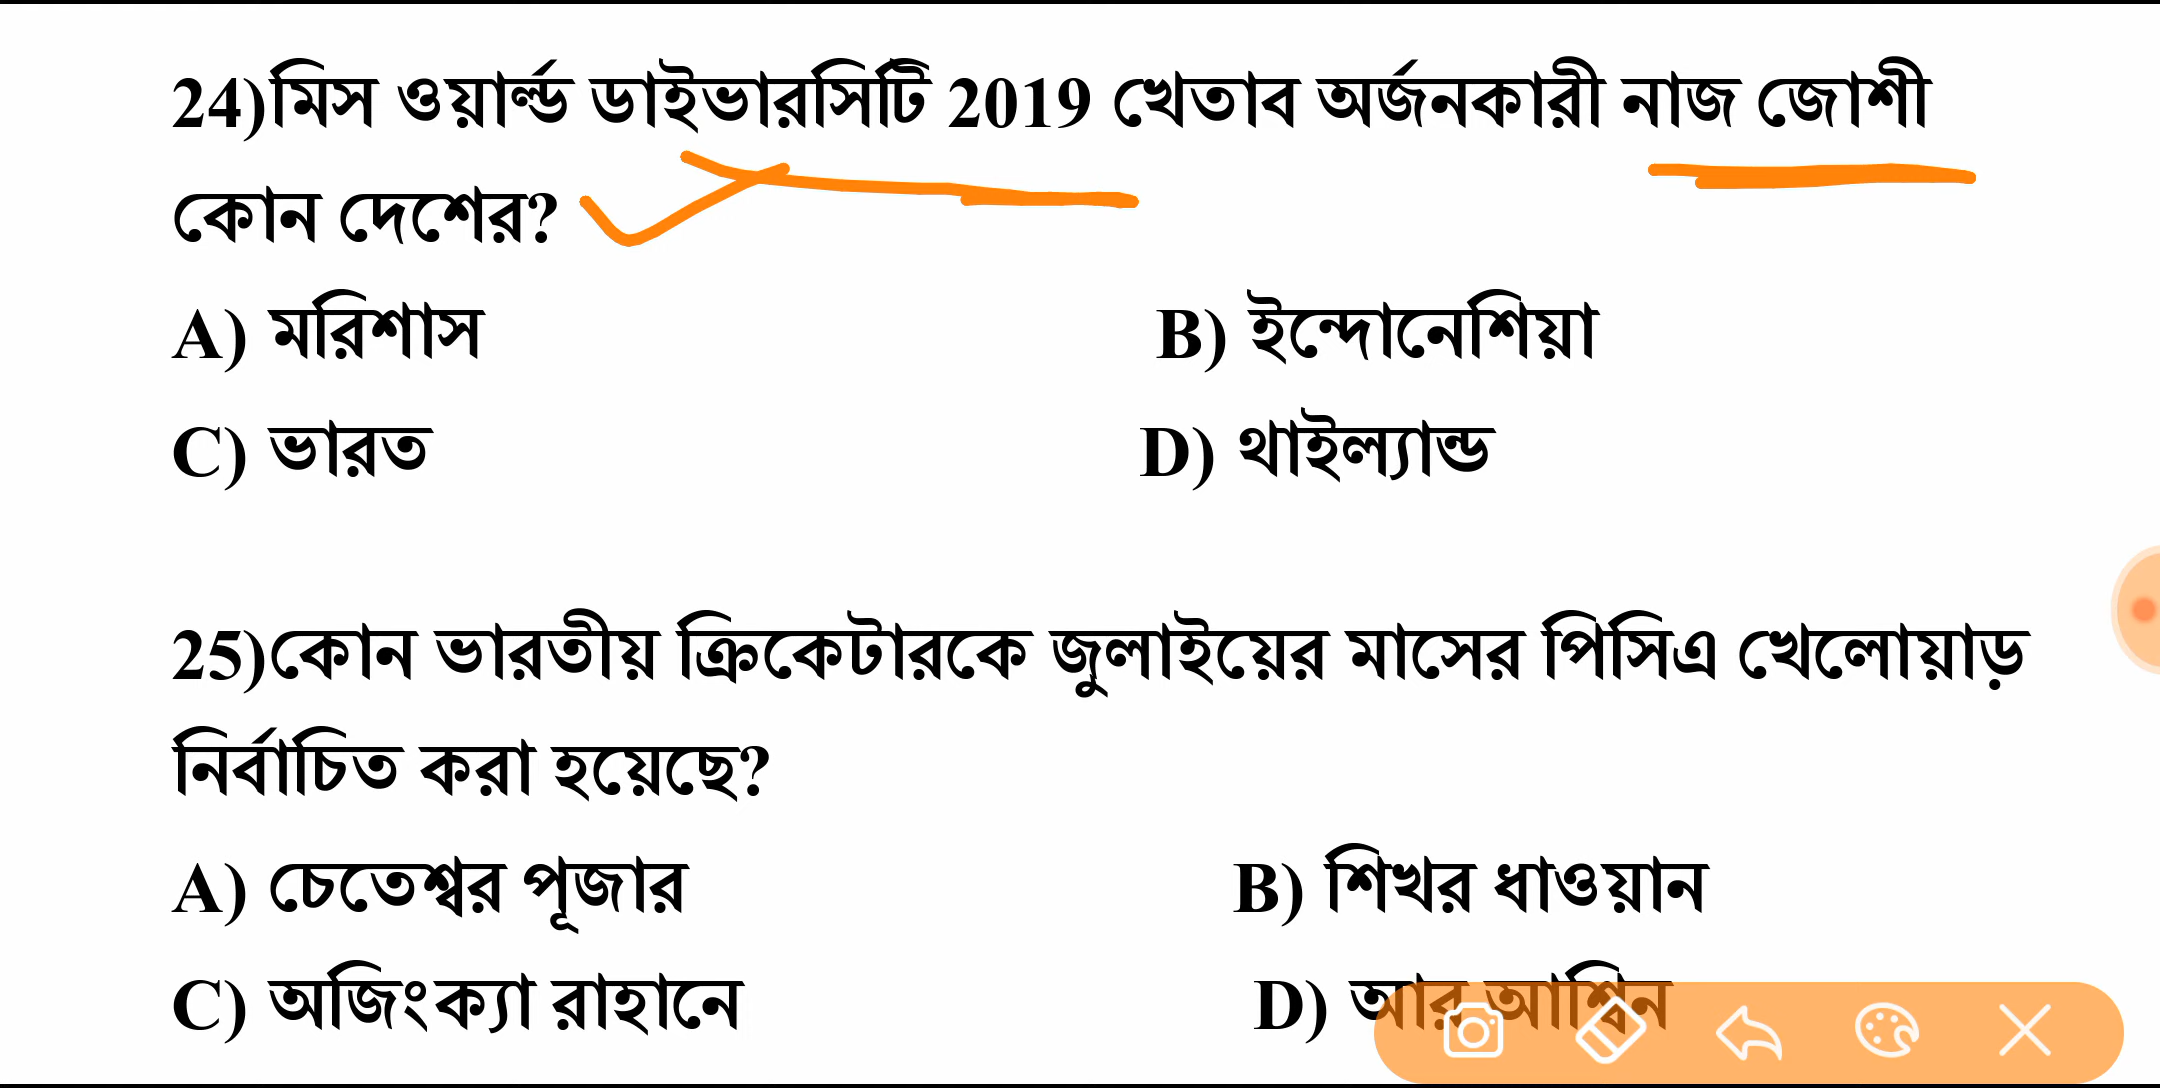 24)মিস ওয়ার্ল্ড ডাইভারসিটি 2019 খেতাব অর্জনকারী নাজ জোশী
কোন দেশের?
A) মরিশাস B) ইন্দোনেশিয়া
C) ভারত D) থাইল্যান্ড
25)কোন ভারতীয় ক্রিকেটারকে জুলাইয়ের মাসের পিসিএ খেলোয়াড়
নির্বাচিত করা হয়েছে?
A) চেতেশ্বর পূজার B) শিখর ধাওয়ান
C) অজিংক্যা রাহানে D) আর আশ্বিন